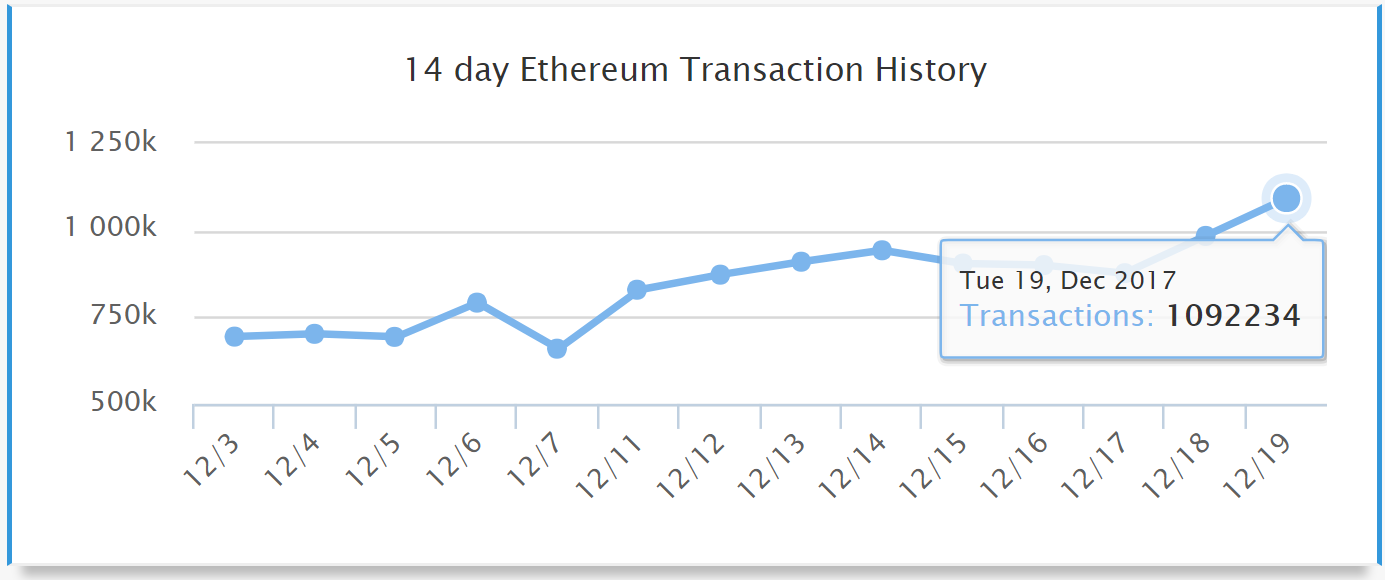 14 day Ethereum Transaction History
1 250k
1 000k
750k
500k
Tue 19, Dec 2017
Transactions: 1092234
12/3
12/4
12/5
12/6
12/7
12/11
12/12
12/13
12/14
12/15
12/16
12/17
12/18
12/19